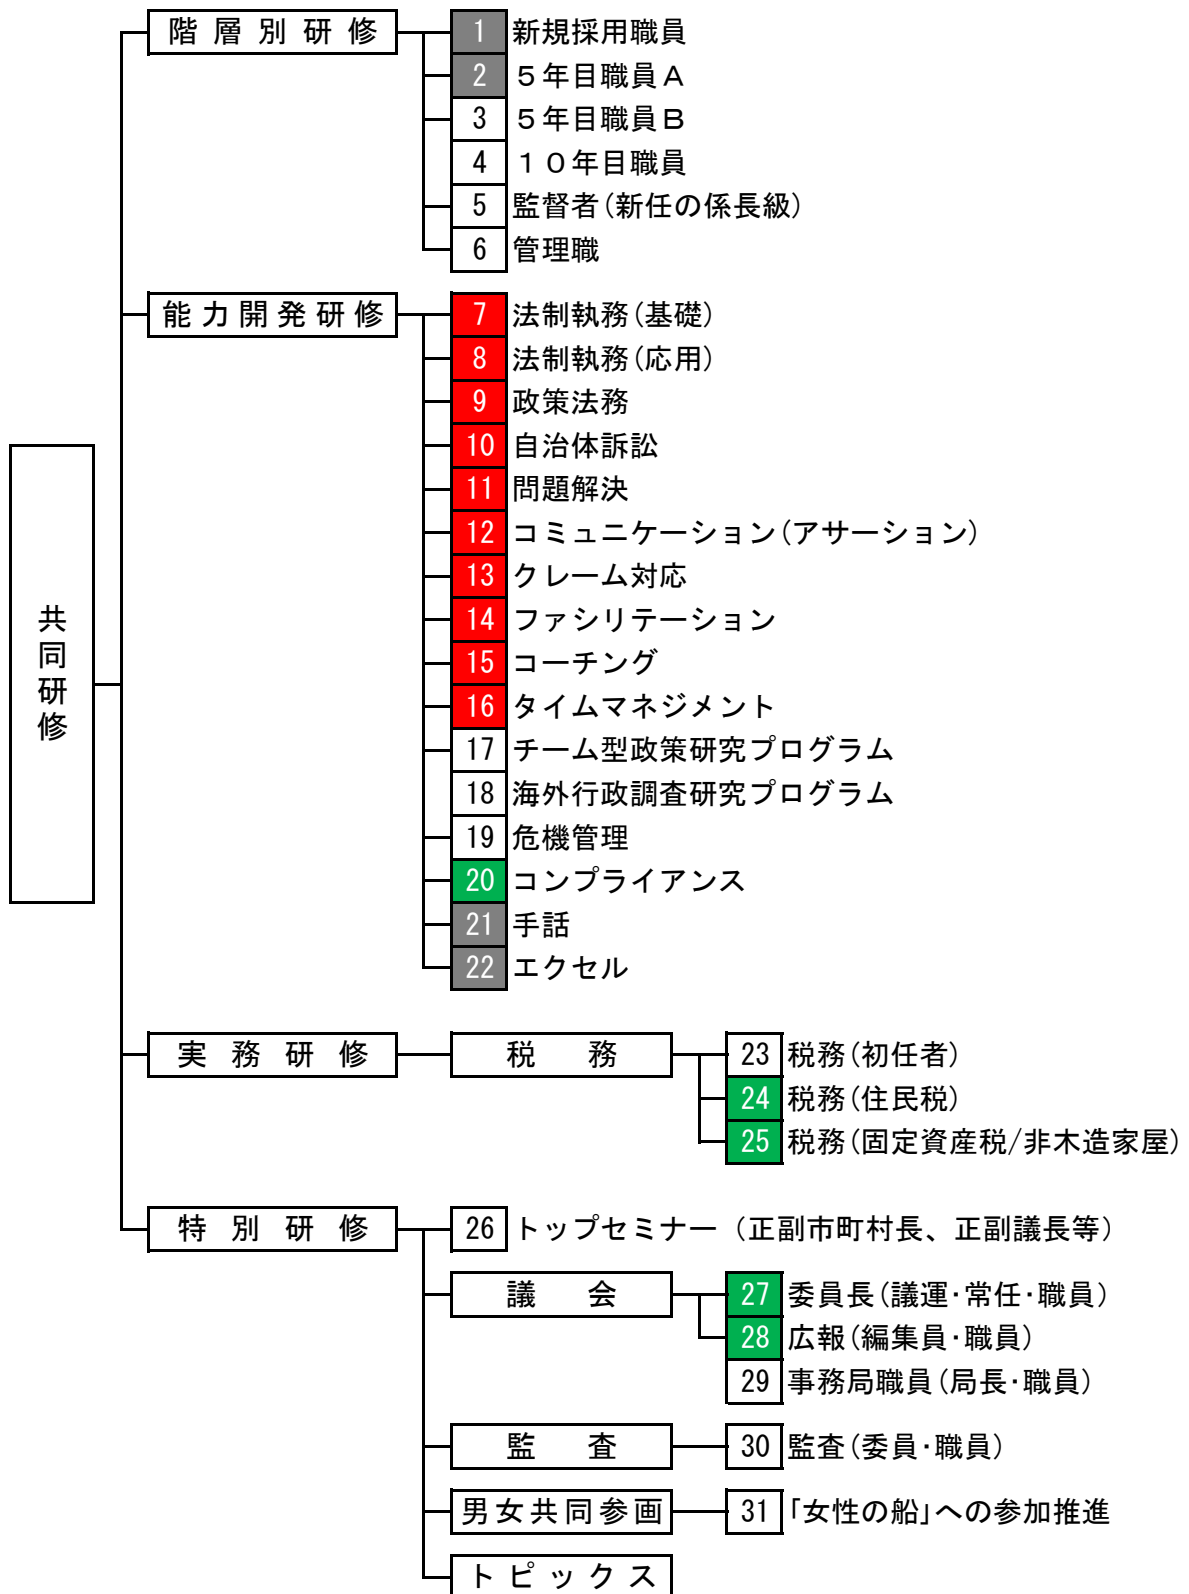 共同研修
階層別研修
1 新規採用職員
2 ５年目職員Ａ
3 ５年目職員Ｂ
4 １０年目職員
5 監督者(新任の係長級)
6 管理職
能力開発研修
7 法制執務(基礎)
8 法制執務(応用)
9 政策法務
10 自治体訴訟
11 問題解決
12 コミュニケーション(アサーション)
13 クレーム対応
14 ファシリテーション
15 コーチング
16 タイムマネジメント
17 チーム型政策研究プログラム
18 海外行政調査研究プログラム
19 危機管理
20 コンプライアンス
21 手話
22 エクセル
実務研修
税務
23 税務(初任者)
24 税務(住民税)
25 税務(固定資産税/非木造家屋)
特別研修
26 トップセミナー（正副市町村長、正副議長等）
議会
27 委員長(議運･常任･職員)
28 広報(編集員･職員)
29 事務局職員(局長･職員)
監査
30 監査(委員･職員)
男女共同参画
31 ｢女性の船｣への参加推進
トピックス